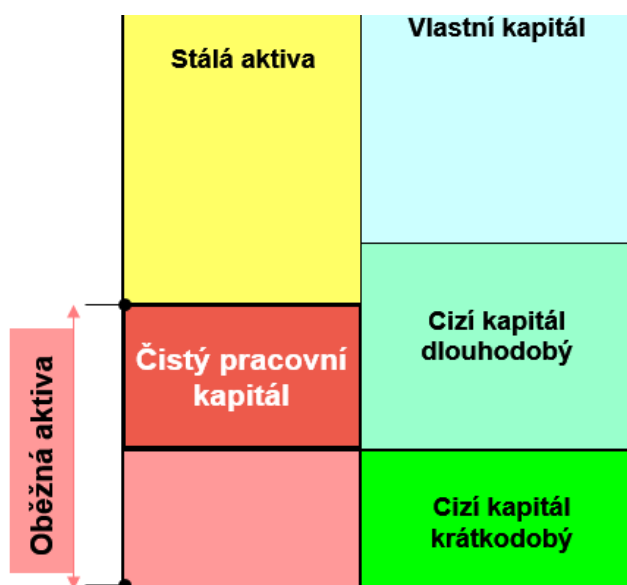 Stálá aktiva
Vlastní kapitál
Čistý pracovní
kapitál
Cizí kapitál
dlouhodobý
Oběžná aktiva
Cizí kapitál
krátkodobý